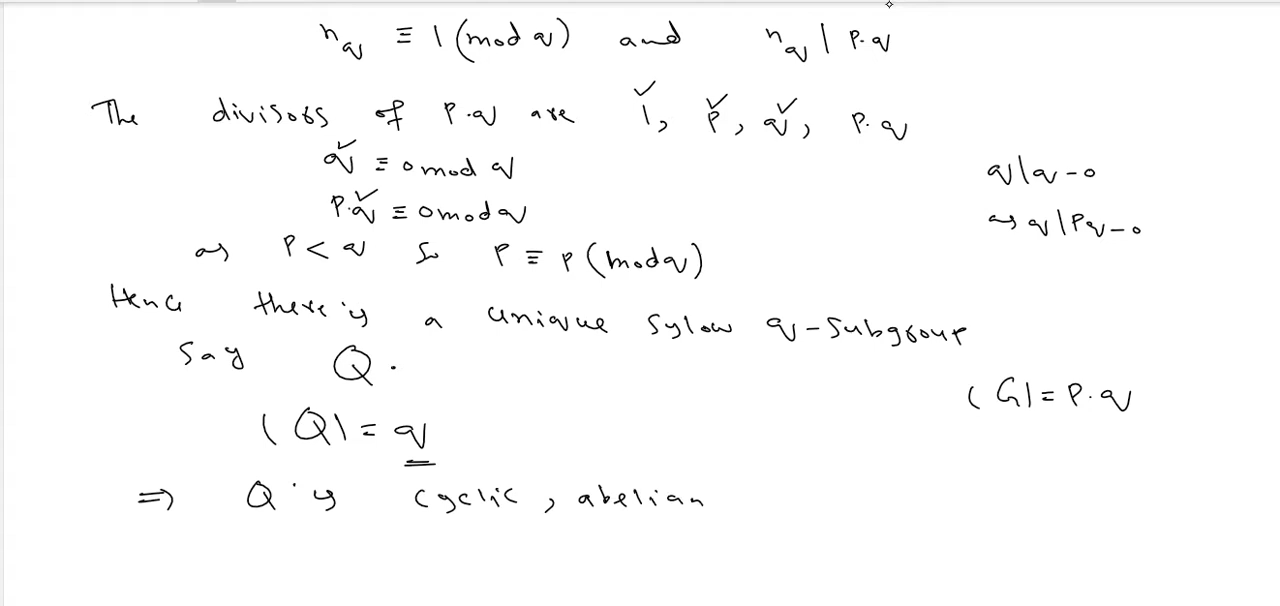 n_q ≡ 1 (mod q) and n_q | p.q
The divisors of p.q are 1, p, q, p.q
q ≡ 0 mod q
q | q - 0
p.q ≡ 0 mod q
as q | pq - 0
as p < q so p ≡ p (mod q)
Hence there is a unique Sylow q-subgroup
Say Q.
|G| = p.q
|Q| = q
⇒ Q is cyclic, abelian